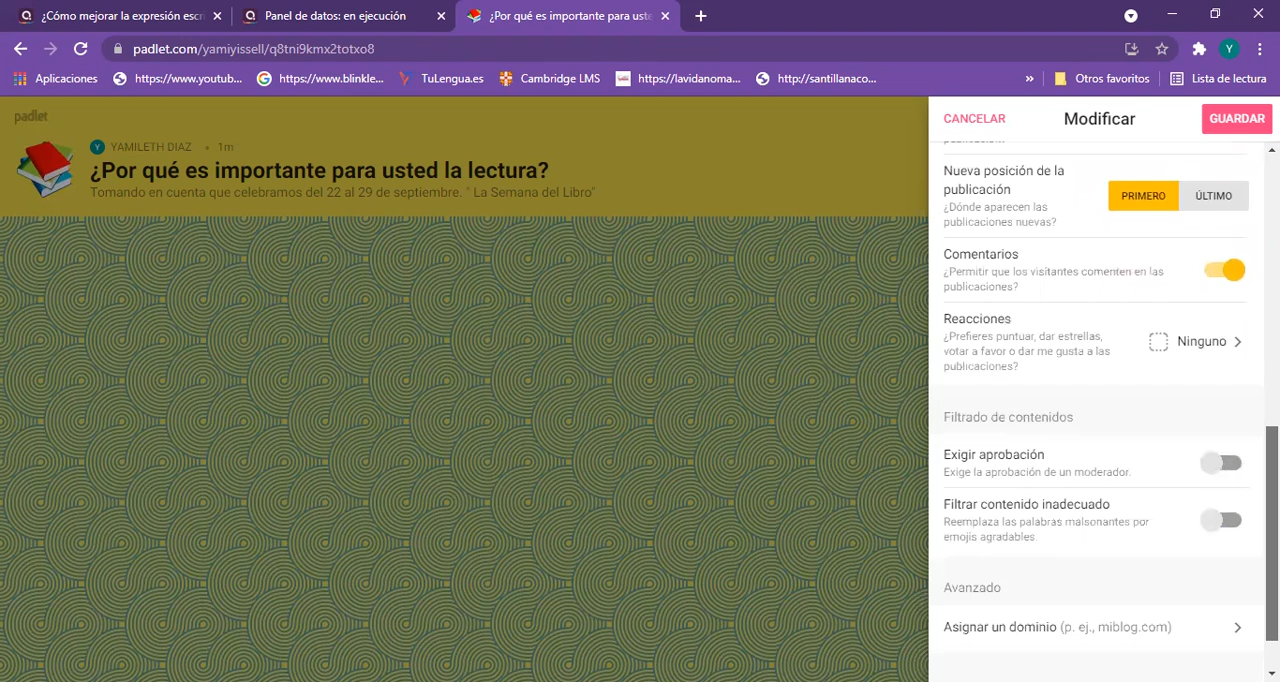 ¿Cómo mejorar la expresión escri
Panel de datos: en ejecución
¿Por qué es importante para uste
padlet.com/yamiyissell/q8tni9kmx2totxo8
Y
Aplicaciones
https://www.youtub...
https://www.blinkle...
TuLengua.es
Cambridge LMS
https://lavidanoma...
http://santillanaco...
»
Otros favoritos
Lista de lectura
padlet
Y YAMILETH DIAZ • 1m
¿Por qué es importante para usted la lectura?
Tomando en cuenta que celebramos del 22 al 29 de septiembre. " La Semana del Libro"
CANCELAR
Modificar
GUARDAR
Nueva posición de la
publicación
¿Dónde aparecen las
publicaciones nuevas?
PRIMERO
ÚLTIMO
Comentarios
¿Permitir que los visitantes comenten en las
publicaciones?
Reacciones
¿Prefieres puntuar, dar estrellas,
votar a favor o dar me gusta a las
publicaciones?
Ninguno
Filtrado de contenidos
Exigir aprobación
Exige la aprobación de un moderador.
Filtrar contenido inadecuado
Reemplaza las palabras malsonantes por
emojis agradables.
Avanzado
Asignar un dominio (p. ej., miblog.com)